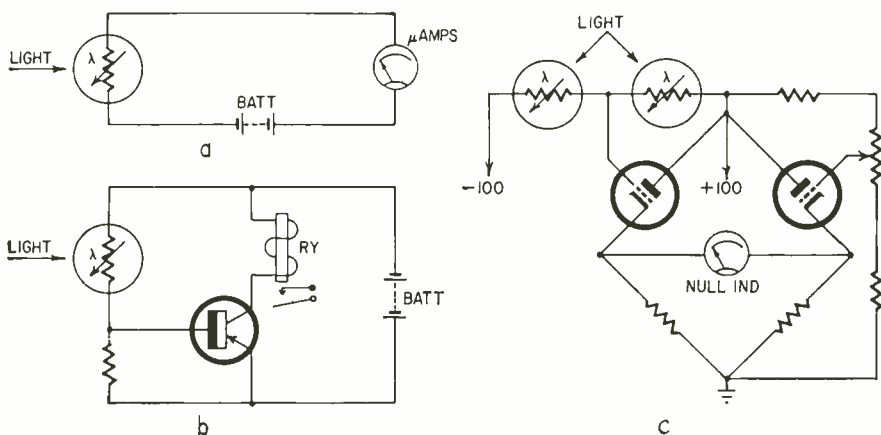 LIGHT
λ
μAMPS
BATT
a
LIGHT
λ
RY
BATT
b
LIGHT
λ
λ
-100
+100
NULL IND
c